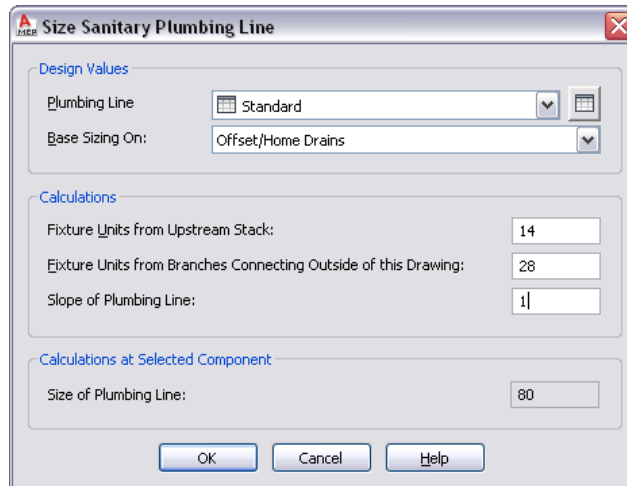 A MEP Size Sanitary Plumbing Line
Design Values
Plumbing Line Standard
Base Sizing On: Offset/Home Drains
Calculations
Fixture Units from Upstream Stack: 14
Fixture Units from Branches Connecting Outside of this Drawing: 28
Slope of Plumbing Line: 1
Calculations at Selected Component
Size of Plumbing Line: 80
OK Cancel Help